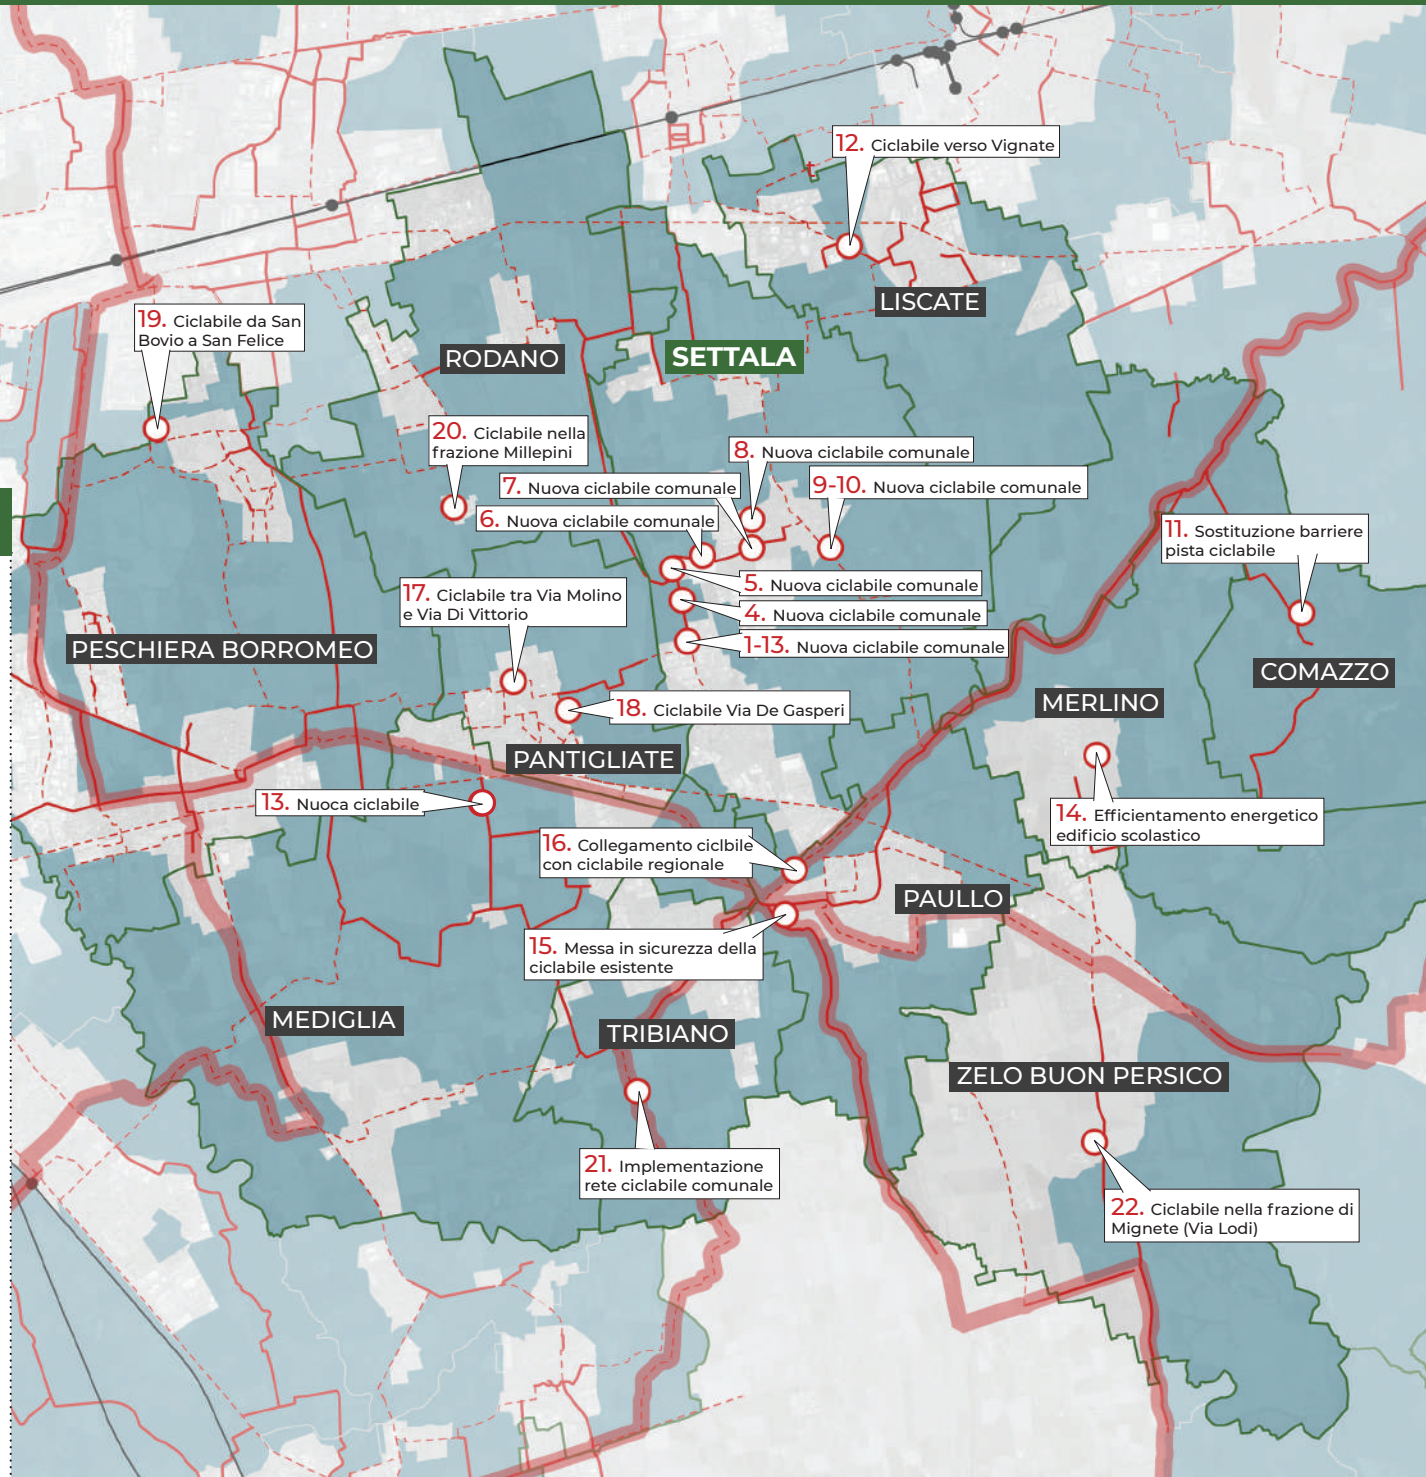 12. Ciclabile verso Vignate
t
LISCATE
19. Ciclabile da San
Bovio a San Felice
RODANO
SETTALA
20. Ciclabile nella
frazione Millepini
8. Nuova ciclabile comunale
7. Nuova ciclabile comunale
9-10. Nuova ciclabile comunale
6. Nuova ciclabile comunale
11. Sostituzione barriere
pista ciclabile
5. Nuova ciclabile comunale
17. Ciclabile tra Via Molino
e Via Di Vittorio
4. Nuova ciclabile comunale
1-13. Nuova ciclabile comunale
PESCHIERA BORROMEO
COMAZZO
MERLINO
18. Ciclabile Via De Gasperi
PANTIGLIATE
13. Nuoca ciclabile
14. Efficientamento energetico
edificio scolastico
16. Collegamento ciclbile
con ciclabile regionale
PAULLO
15. Messa in sicurezza della
ciclabile esistente
MEDIGLIA
TRIBIANO
ZELO BUON PERSICO
21. Implementazione
rete ciclabile comunale
22. Ciclabile nella frazione di
Mignete (Via Lodi)